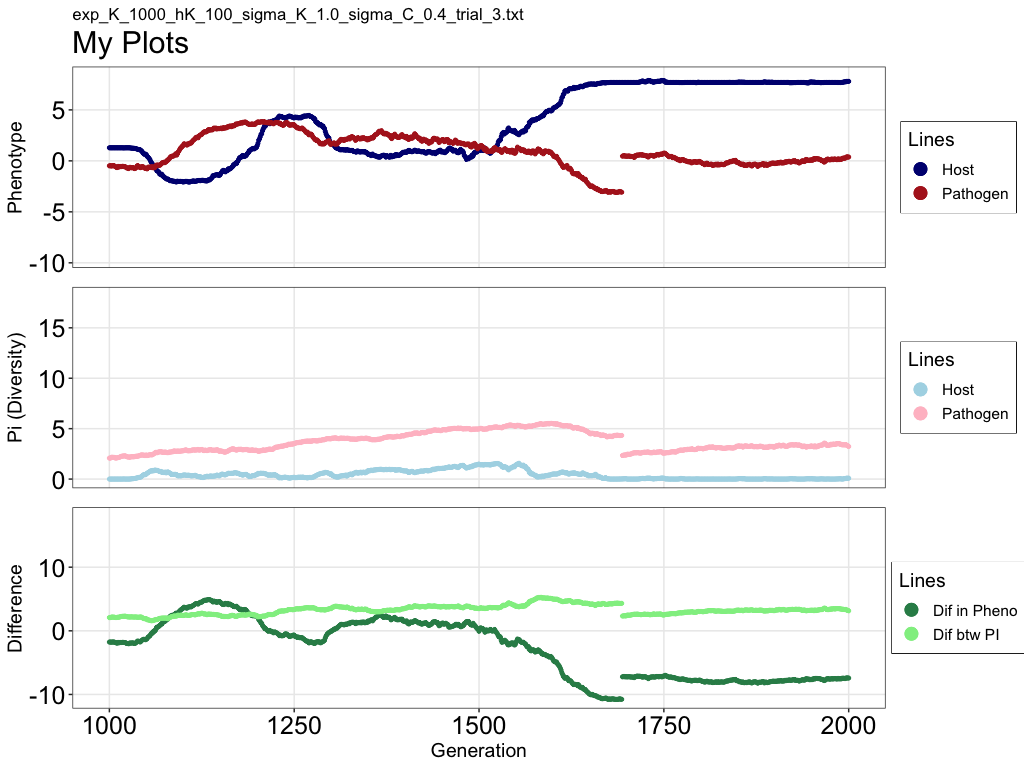 exp_K_1000_hK_100_sigma_K_1.0_sigma_C_0.4_trial_3.txt
My Plots
Phenotype
5
0
-5
-10
Lines
Host
Pathogen
Pi (Diversity)
15
10
5
0
Lines
Host
Pathogen
Difference
10
0
-10
Lines
Dif in Pheno
Dif btw PI
1000 1250 1500 1750 2000
Generation